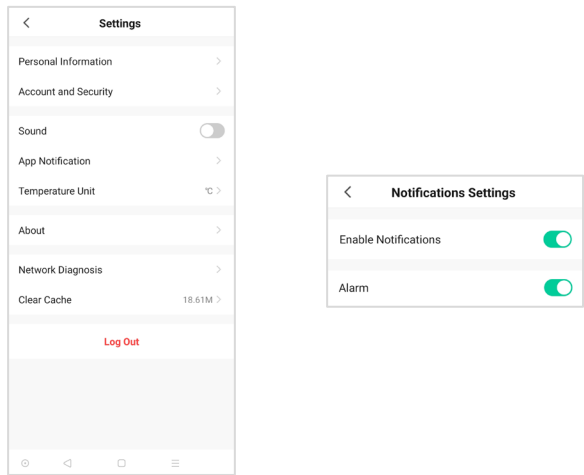 Settings
Personal Information
Account and Security
Sound
App Notification
Temperature Unit °C
About
Network Diagnosis
Clear Cache 18.61M
Log Out
Notifications Settings
Enable Notifications
Alarm